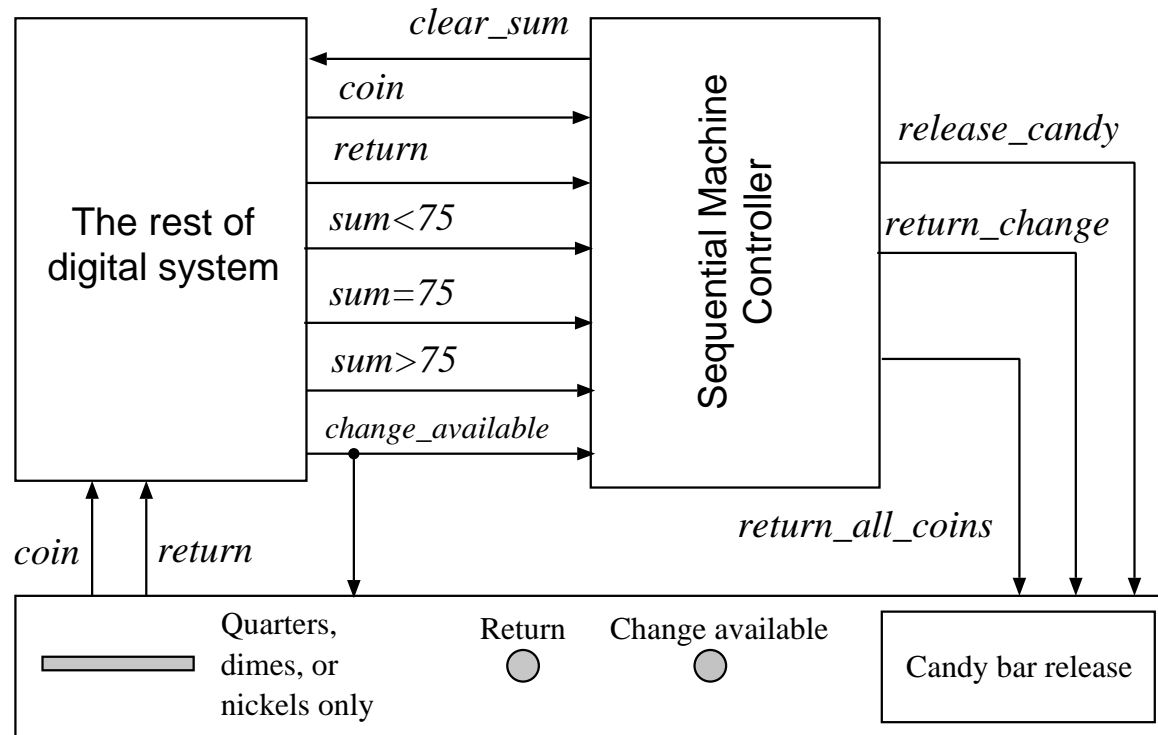 clear_sum
coin
return
sum<75
sum=75
sum>75
change_available
The rest of
digital system
Sequential Machine
Controller
release_candy
return_change
return_all_coins
coin
return
Quarters,
dimes, or
nickels only
Return
Change available
Candy bar release